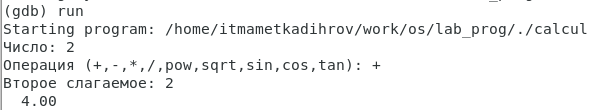 (gdb) run
Starting program: /home/itmametkadihrov/work/os/lab_prog/./calcul
Число: 2
Операция (+,-,*,/,pow,sqrt,sin,cos,tan): +
Второе слагаемое: 2
  4.00